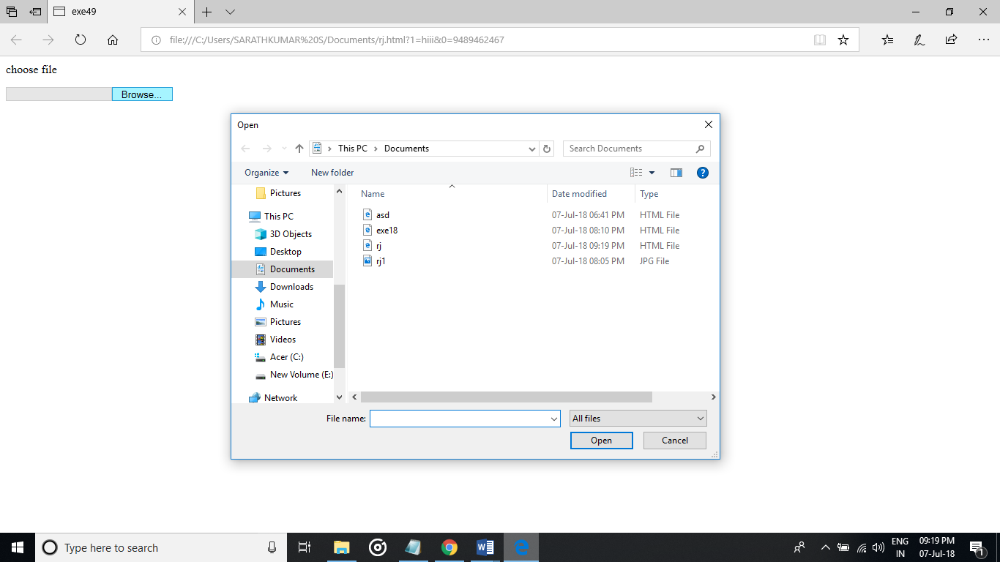 exe49
file:///C:/Users/SARATHKUMAR%20S/Documents/rj.html?1=hiii&0=9489462467
choose file
Browse...
Open
This PC > Documents
Search Documents
Organize
New folder
Name Date modified Type
Pictures
This PC
3D Objects
Desktop
Documents
Downloads
Music
Pictures
Videos
Acer (C:)
New Volume (E:)
Network
asd 07-Jul-18 06:41 PM HTML File
exe18 07-Jul-18 08:10 PM HTML File
rj 07-Jul-18 09:19 PM HTML File
rj1 07-Jul-18 08:05 PM JPG File
File name:
All files
Open
Cancel
Type here to search
ENG
IN
09:19 PM
07-Jul-18
1